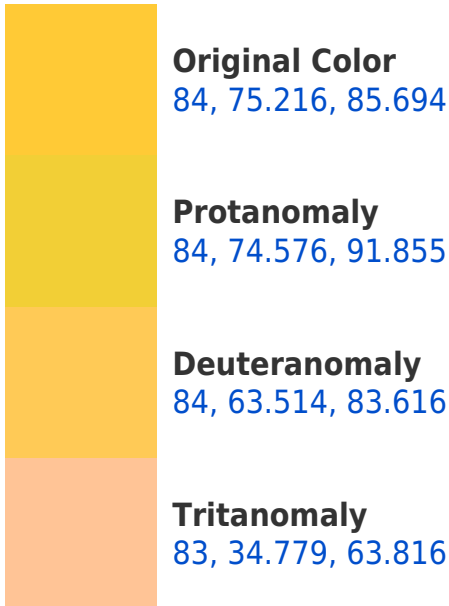 Original Color
84, 75.216, 85.694
Protanomaly
84, 74.576, 91.855
Deuteranomaly
84, 63.514, 83.616
Tritanomaly
83, 34.779, 63.816